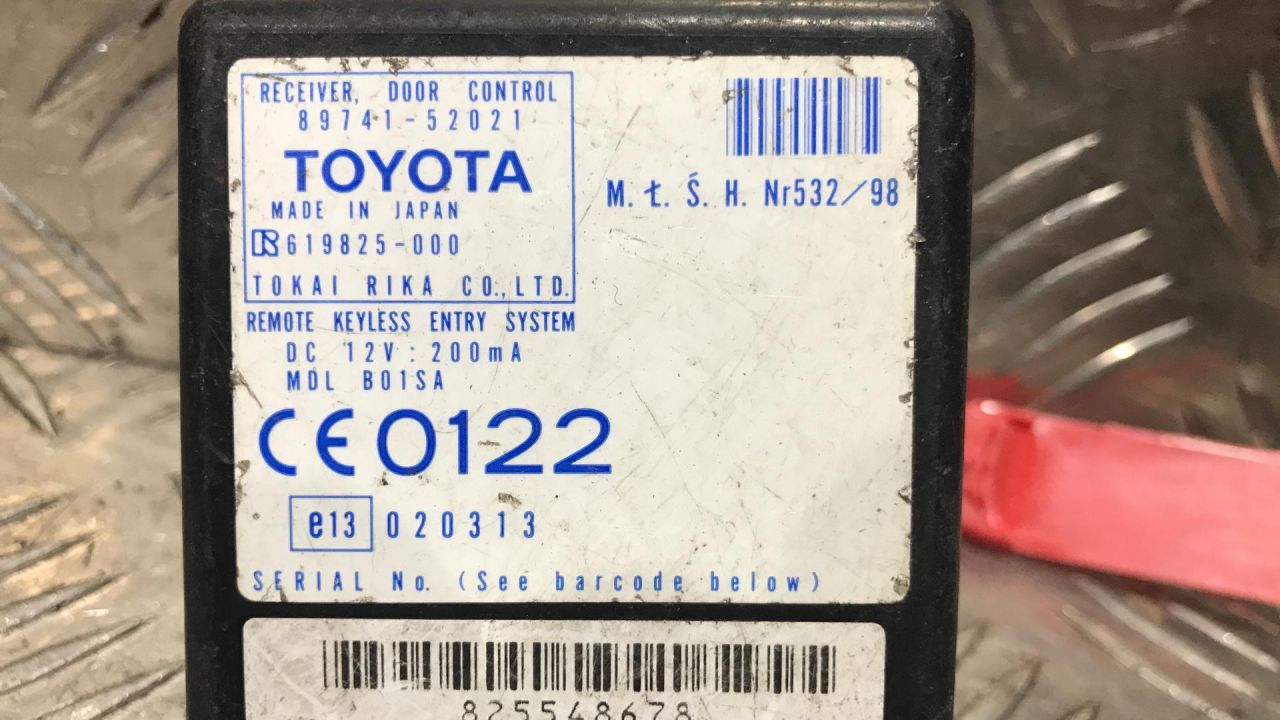 RECEIVER, DOOR CONTROL
89741-52021
TOYOTA
MADE IN JAPAN
R619825-000
TOKAI RIKA CO.,LTD.
M. Ł. Ś. H. Nr532/98
REMOTE KEYLESS ENTRY SYSTEM
DC 12V : 200mA
MDL B01SA
CE0122
e13 020313
SERIAL No. (See barcode below)
825548678